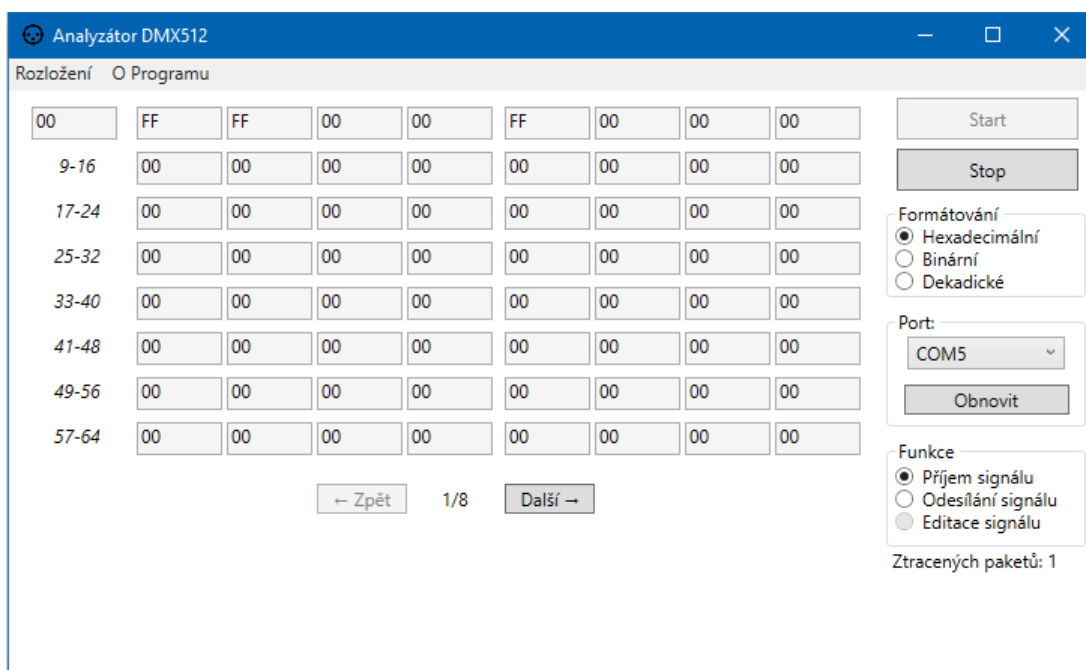 Analyzátor DMX512
Rozložení O Programu
00 FF FF 00 00 FF 00 00 00
9-16 00 00 00 00 00 00 00 00
17-24 00 00 00 00 00 00 00 00
25-32 00 00 00 00 00 00 00 00
33-40 00 00 00 00 00 00 00 00
41-48 00 00 00 00 00 00 00 00
49-56 00 00 00 00 00 00 00 00
57-64 00 00 00 00 00 00 00 00
← Zpět 1/8 Další →
Start
Stop
Formátování
Hexadecimální
Binární
Dekadické
Port:
COM5
Obnovit
Funkce
Příjem signálu
Odesílání signálu
Editace signálu
Ztracených paketů: 1